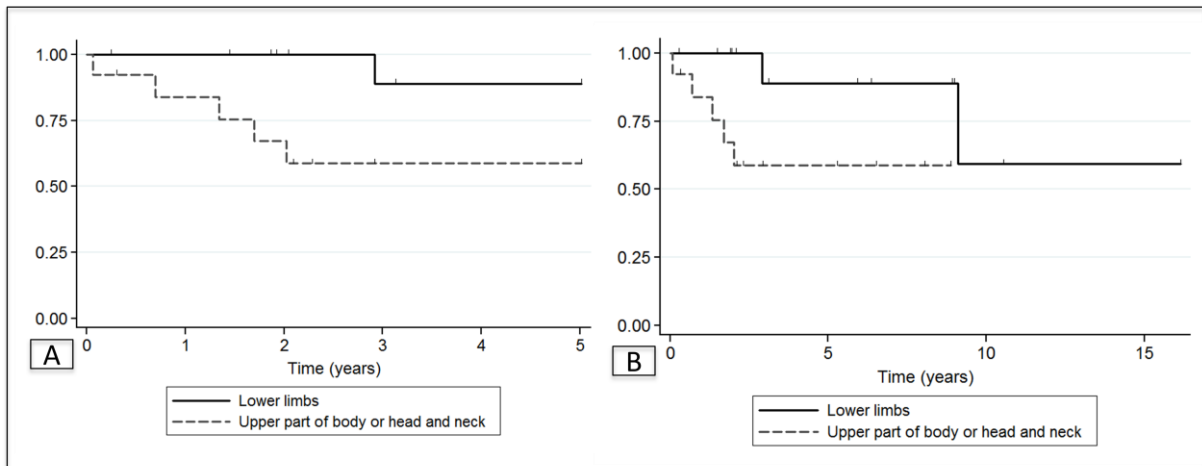 1.00
0.75
0.50
0.25
0.00
0 1 2 3 4 5
A
Time (years)
Lower limbs
Upper part of body or head and neck
1.00
0.75
0.50
0.25
0.00
0 5 10 15
B
Time (years)
Lower limbs
Upper part of body or head and neck